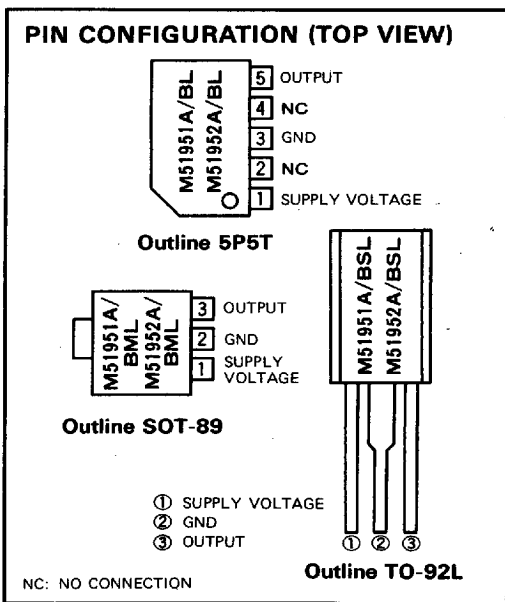 PIN CONFIGURATION (TOP VIEW)
M51951A/BL
M51952A/BL
5 OUTPUT
4 NC
3 GND
2 NC
1 SUPPLY VOLTAGE
Outline 5P5T
M51951A/
BML
M51952A/
BML
3 OUTPUT
2 GND
1 SUPPLY
VOLTAGE
Outline SOT-89
M51951A/BSL
M51952A/BSL
① SUPPLY VOLTAGE
② GND
③ OUTPUT
① ② ③
Outline TO-92L
NC: NO CONNECTION